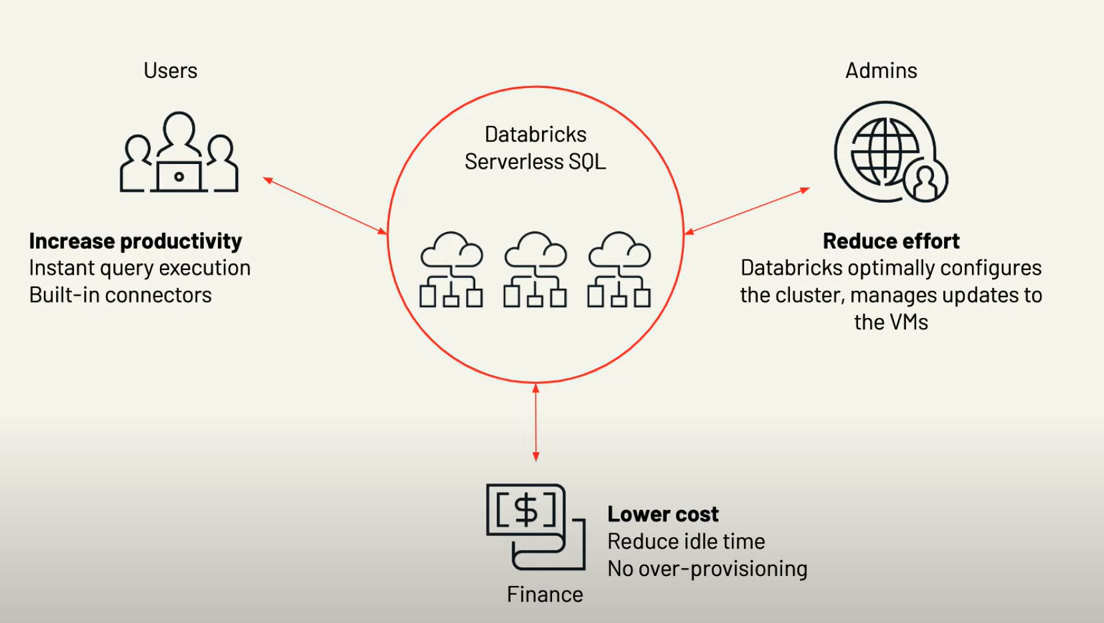 Users
Increase productivity
Instant query execution
Built-in connectors
Databricks
Serverless SQL
Admins
Reduce effort
Databricks optimally configures
the cluster, manages updates to
the VMs
$
Finance
Lower cost
Reduce idle time
No over-provisioning